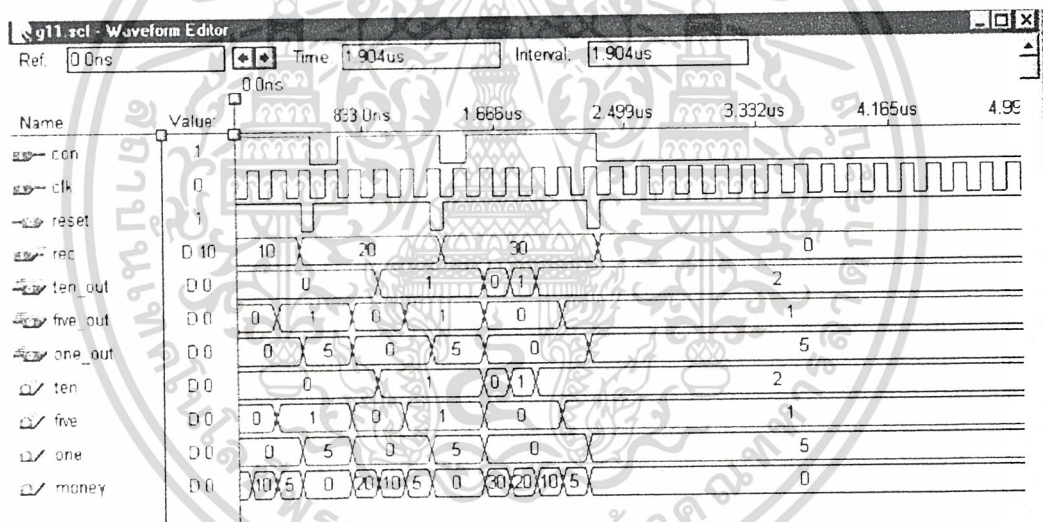 g11.scf - Waveform Editor
Ref: 0.0ns Time: 1.904us Interval: 1.904us
0.0ns
Name Value: 833.0ns 1.666us 2.499us 3.332us 4.165us 4.99
con 1
clk 0
reset 1
rec D 10 10 20 30 0
ten_out D 0 0 1 0 1 2
five_out D 0 0 1 0 1 0 1
one_out D 0 0 5 0 5 0 5
ten D 0 0 1 0 1 2
five D 0 0 1 0 1 0 1
one D 0 0 5 0 5 0 5
money D 0 10 5 0 20 10 5 0 30 20 10 5 0